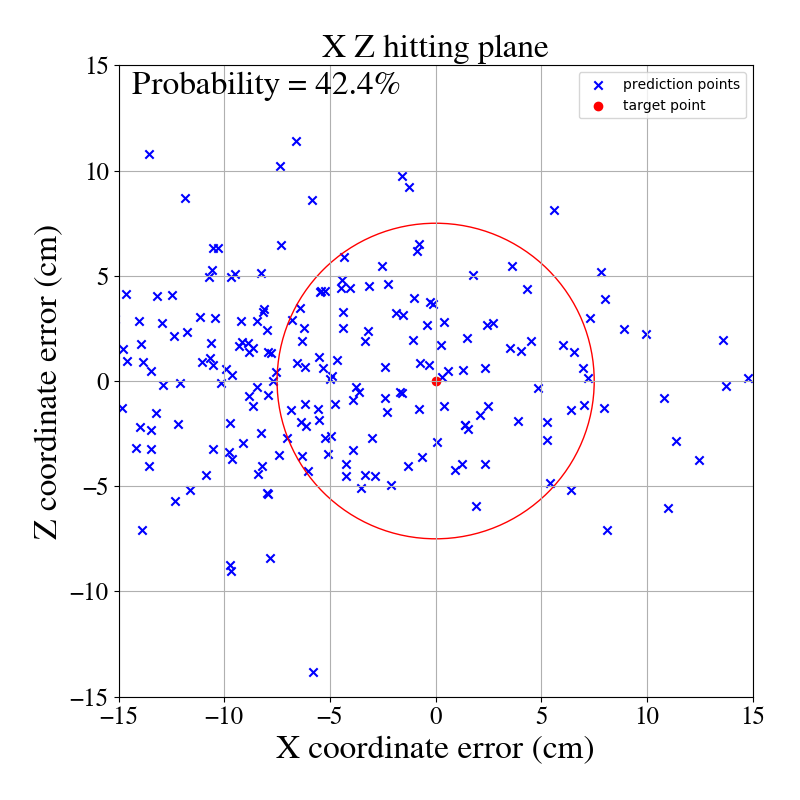 X Z hitting plane
Probability = 42.4%
prediction points
target point
15
10
5
0
−5
−10
−15
Z coordinate error (cm)
−15 −10 −5 0 5 10 15
X coordinate error (cm)